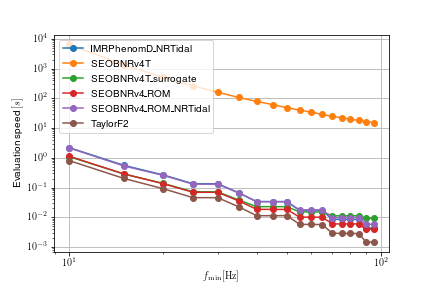 10⁴
10³
10²
10¹
10⁰
10⁻¹
10⁻²
10⁻³
Evaluation speed [s]
IMRPhenomD_NRTidal
SEOBNRv4T
SEOBNRv4T_surrogate
SEOBNRv4_ROM
SEOBNRv4_ROM_NRTidal
TaylorF2
10¹
10²
f_min[Hz]